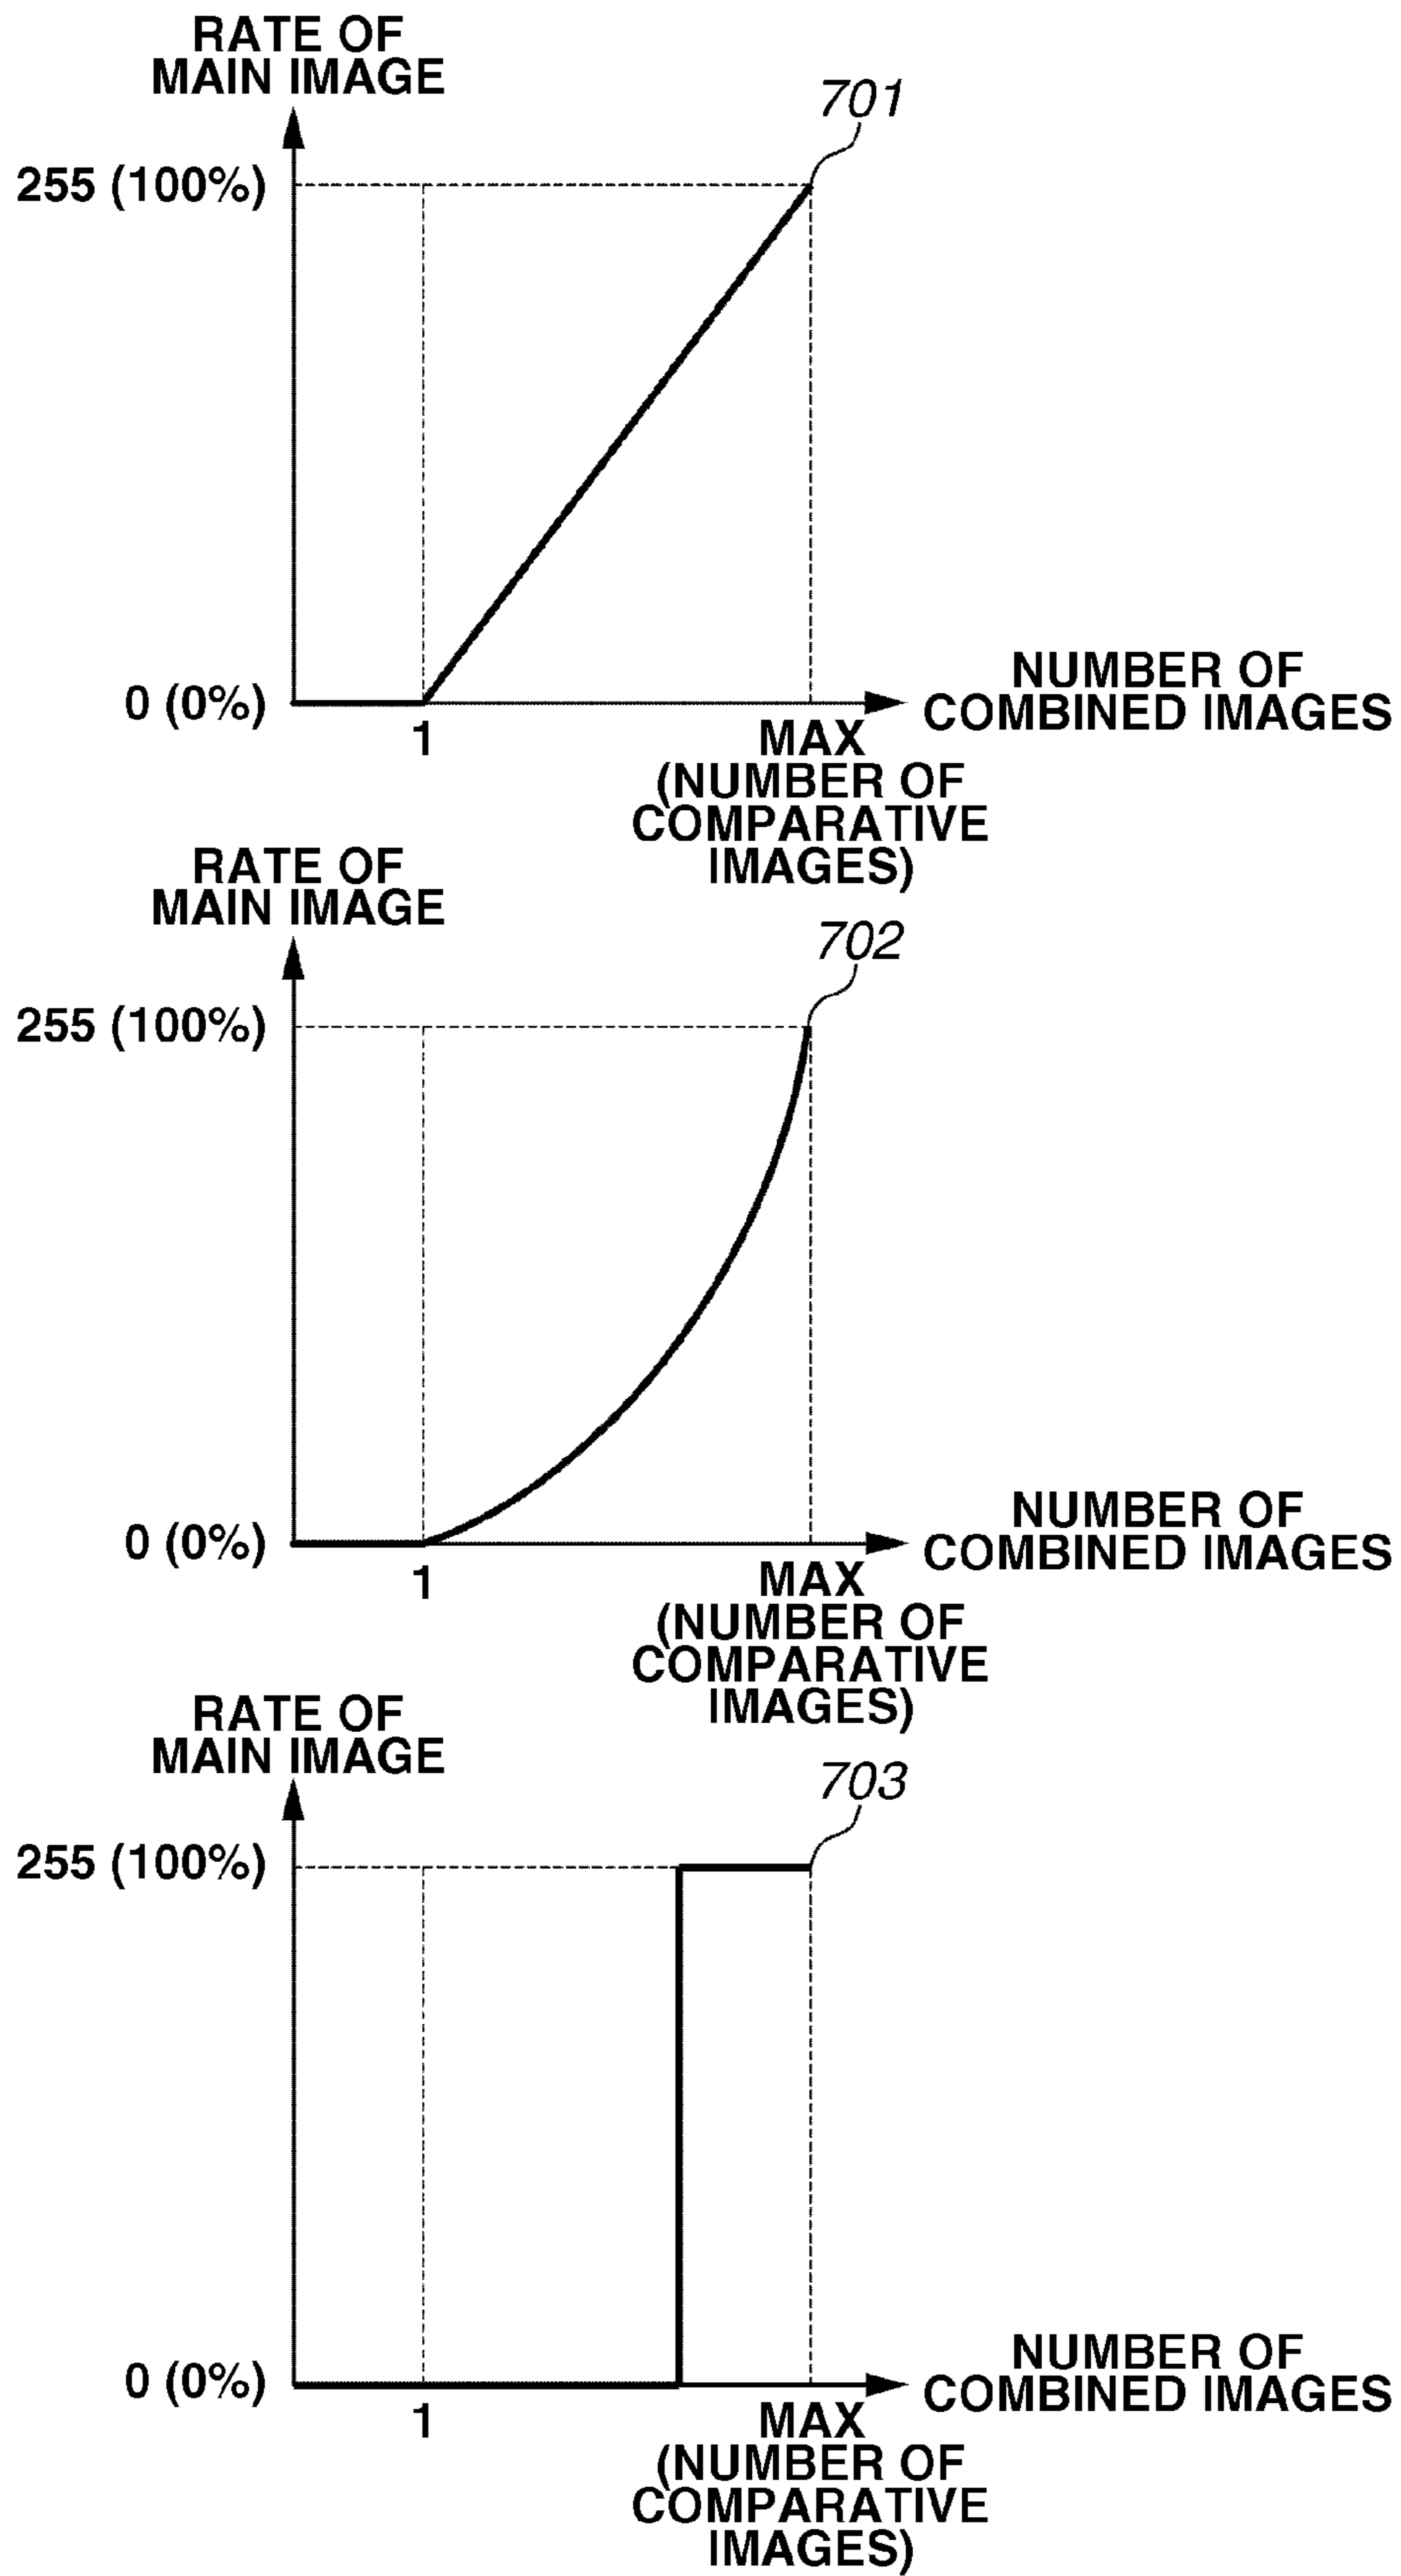 RATE OF
MAIN IMAGE
701
255 (100%)
0 (0%)
NUMBER OF
COMBINED IMAGES
1
MAX
(NUMBER OF
COMPARATIVE
IMAGES)
RATE OF
MAIN IMAGE
702
255 (100%)
0 (0%)
NUMBER OF
COMBINED IMAGES
1
MAX
(NUMBER OF
COMPARATIVE
IMAGES)
RATE OF
MAIN IMAGE
703
255 (100%)
0 (0%)
NUMBER OF
COMBINED IMAGES
1
MAX
(NUMBER OF
COMPARATIVE
IMAGES)